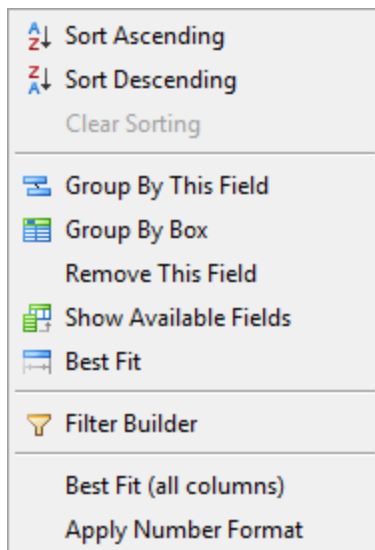 Sort Ascending
Sort Descending
Clear Sorting
Group By This Field
Group By Box
Remove This Field
Show Available Fields
Best Fit
Filter Builder
Best Fit (all columns)
Apply Number Format